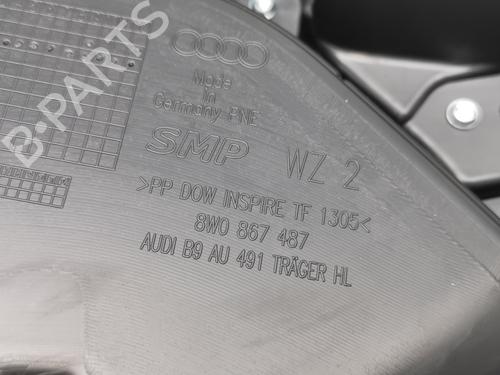 B·PARTS
Made
In
Germany PNE
SMP WZ 2
>PP DOW INSPIRE TF 1305<
8W0 867 487
AUDI B9 AU 491 TRÄGER HL